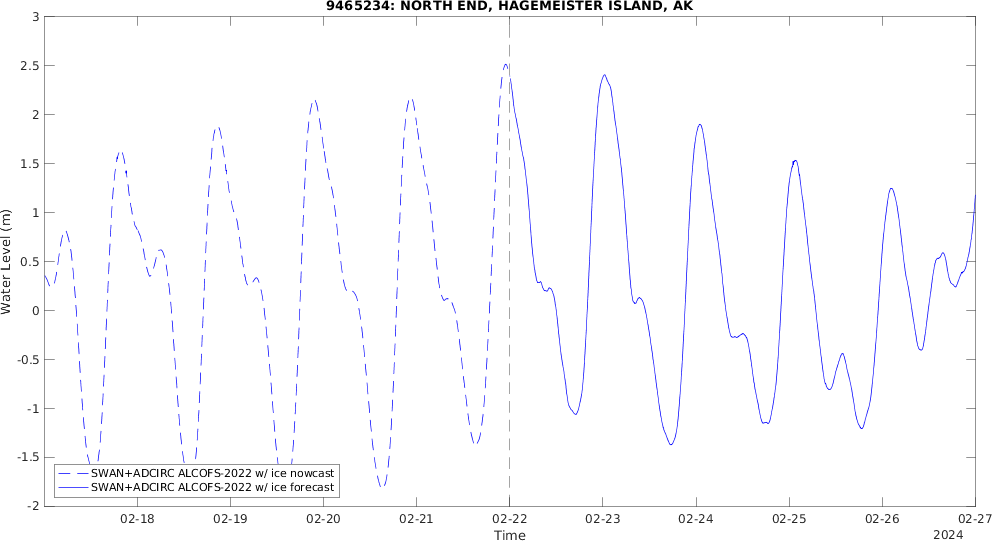 9465234: NORTH END, HAGEMEISTER ISLAND, AK
3
2.5
2
1.5
1
0.5
0
-0.5
-1
-1.5
-2
Water Level (m)
SWAN+ADCIRC ALCOFS-2022 w/ ice nowcast
SWAN+ADCIRC ALCOFS-2022 w/ ice forecast
02-18 02-19 02-20 02-21 02-22 02-23 02-24 02-25 02-26 02-27
Time
2024